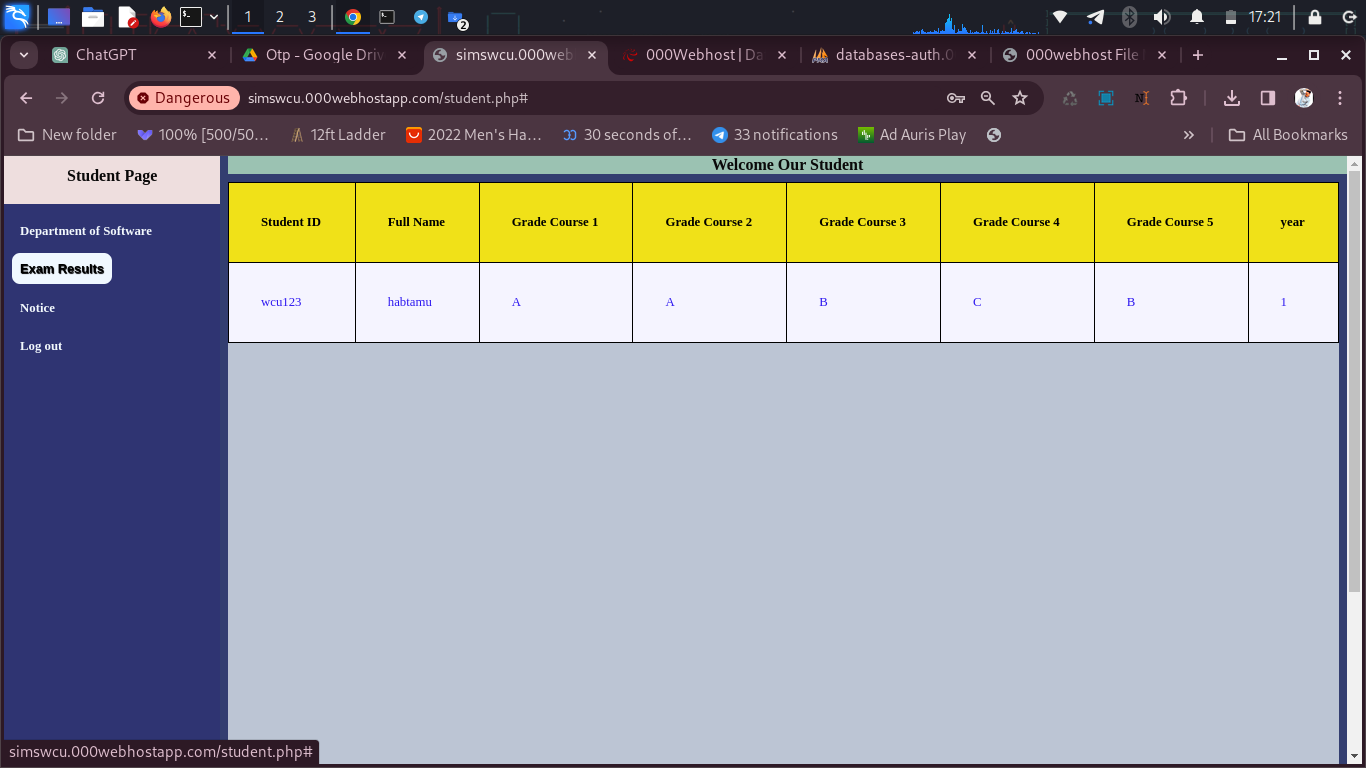 1 2 3 2 17:21
ChatGPT Otp - Google Driv simswcu.000web 000Webhost | Da databases-auth.0 000webhost File
Dangerous simswcu.000webhostapp.com/student.php#
New folder 100% [500/50… 12ft Ladder 2022 Men's Ha… 30 seconds of… 33 notifications Ad Auris Play » All Bookmarks
Student Page
Welcome Our Student
Department of Software
Exam Results
Notice
Log out
Student ID Full Name Grade Course 1 Grade Course 2 Grade Course 3 Grade Course 4 Grade Course 5 year
wcu123 habtamu A A B C B 1
simswcu.000webhostapp.com/student.php#